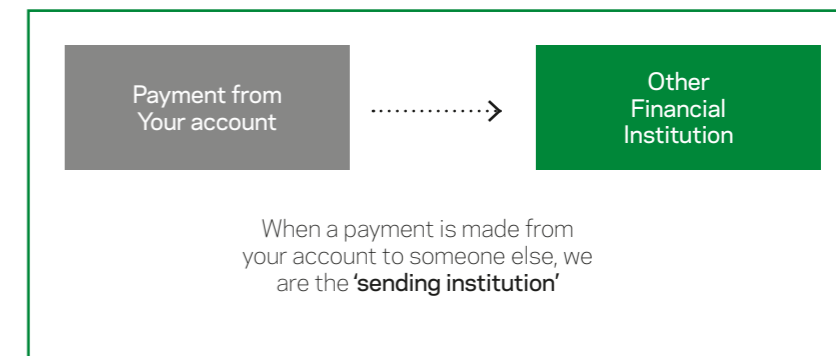 Payment from
Your account
Other
Financial
Institution
When a payment is made from
your account to someone else, we
are the ‘sending institution’